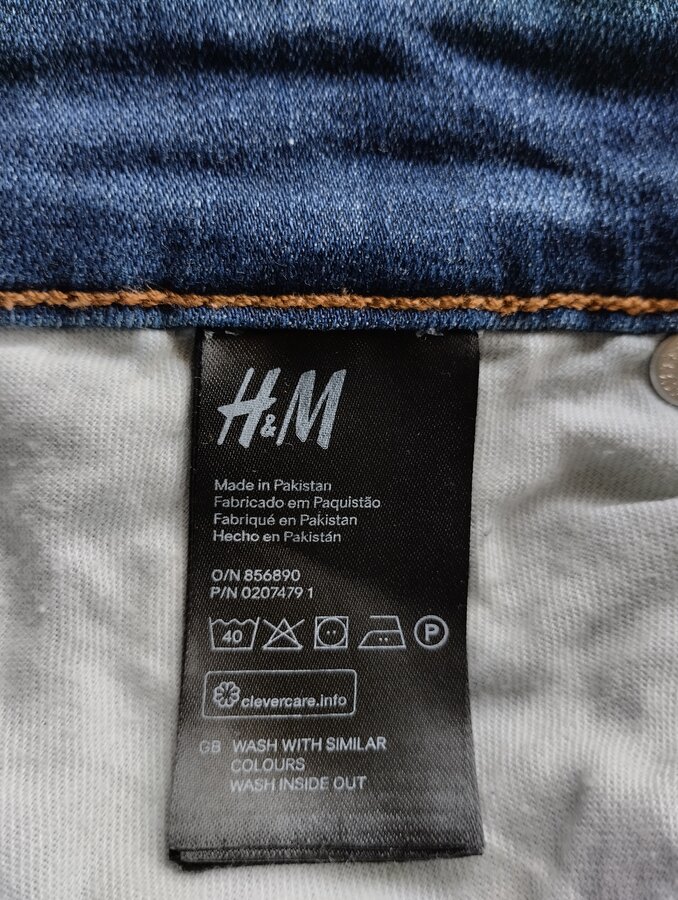 H&M
Made in Pakistan
Fabricado em Paquistão
Fabriqué en Pakistan
Hecho en Pakistán
O/N 856890
P/N 0207479 1
40 P
clevercare.info
GB WASH WITH SIMILAR
COLOURS
WASH INSIDE OUT